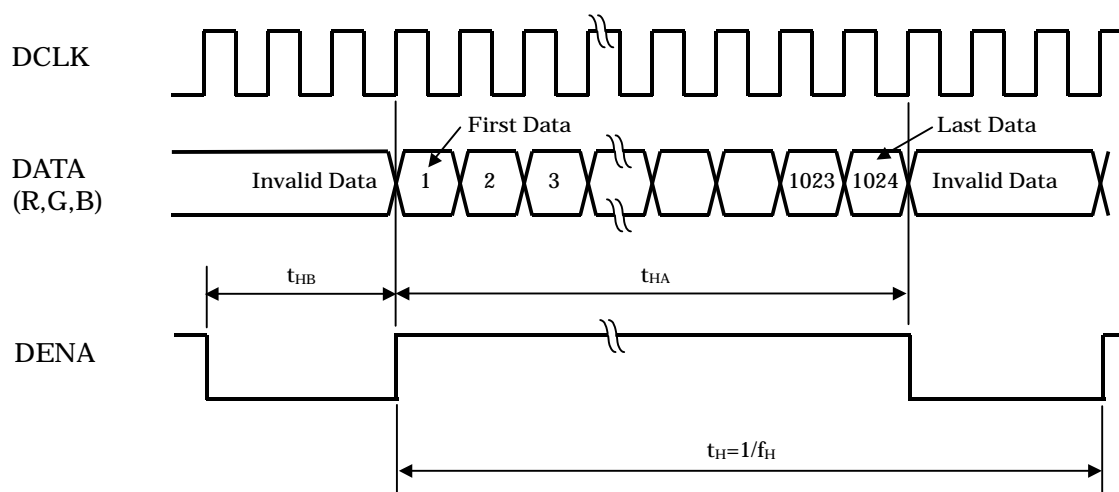 DCLK
First Data
Last Data
DATA
(R,G,B)
Invalid Data
1
2
3
1023
1024
Invalid Data
tHB
tHA
DENA
tH=1/fH